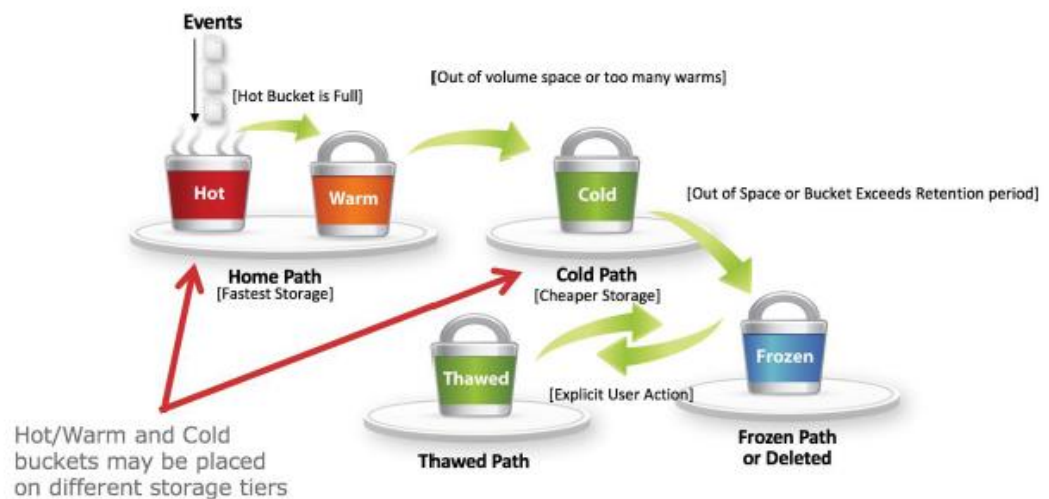 Events
[Out of volume space or too many warms]
[Hot Bucket is Full]
Hot
Warm
Cold
[Out of Space or Bucket Exceeds Retention period]
Home Path
[Fastest Storage]
Cold Path
[Cheaper Storage]
Thawed
Frozen
[Explicit User Action]
Hot/Warm and Cold
buckets may be placed
on different storage tiers
Thawed Path
Frozen Path
or Deleted